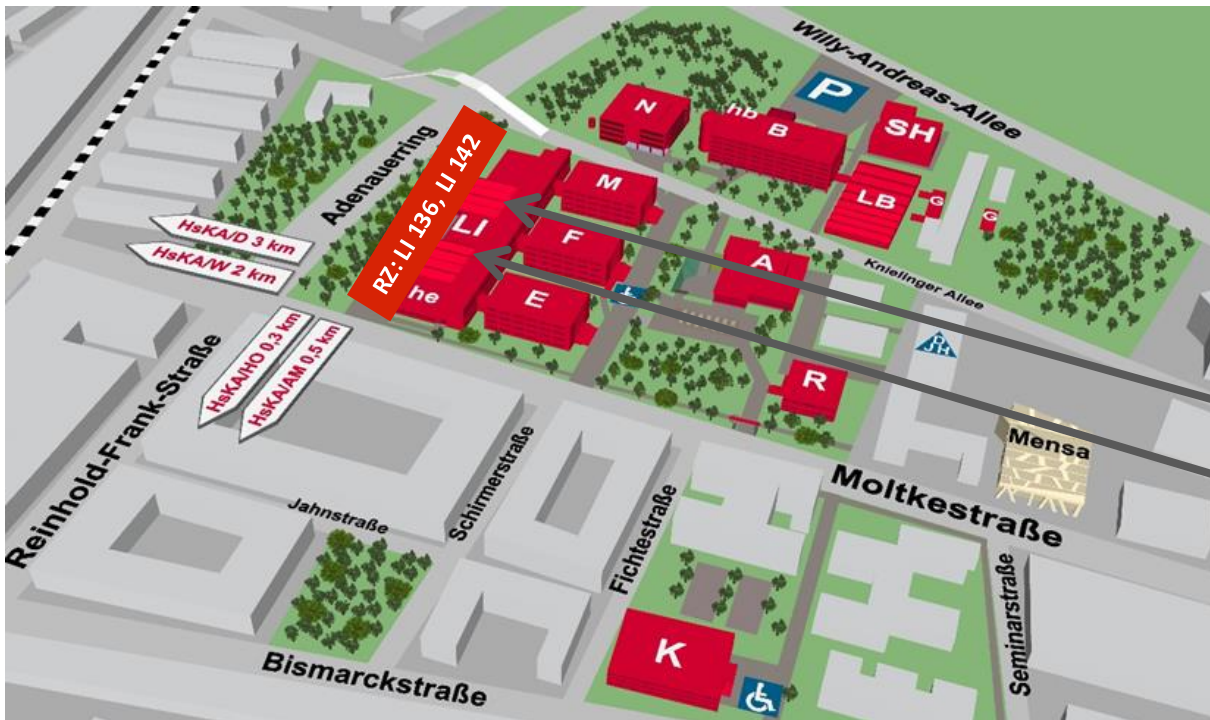 Willy-Andreas-Allee
P
N
hb
B
SH
Adenauerring
RZ: LI 136, LI 142
M
LB
G
G
LI
F
A
HsKA/D 3 km
HsKA/W 2 km
Knielinger Allee
he
E
HsKA/HO 0,3 km
HsKA/AM 0,5 km
DJH
R
Reinhold-Frank-Straße
Mensa
Moltkestraße
Jahnstraße
Schirmerstraße
Fichtestraße
Seminarstraße
K
Bismarckstraße